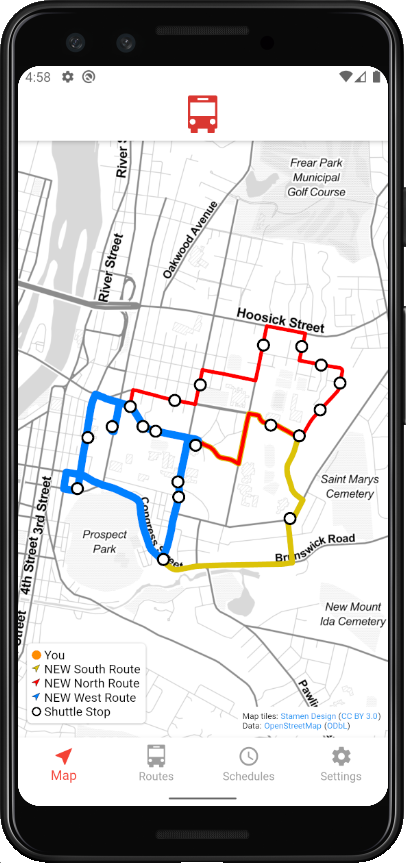 4:58
River Street
Frear Park
Municipal
Golf Course
Oakwood Avenue
River Street
Hoosick Street
Saint Marys
Cemetery
3rd Street
4th Street
Congress Street
Prospect
Park
Brunswick Road
New Mount
Ida Cemetery
Street
You
NEW South Route
NEW North Route
NEW West Route
Shuttle Stop
Map tiles: Stamen Design (CC BY 3.0)
Data: OpenStreetMap (ODbL)
Map
Routes
Schedules
Settings